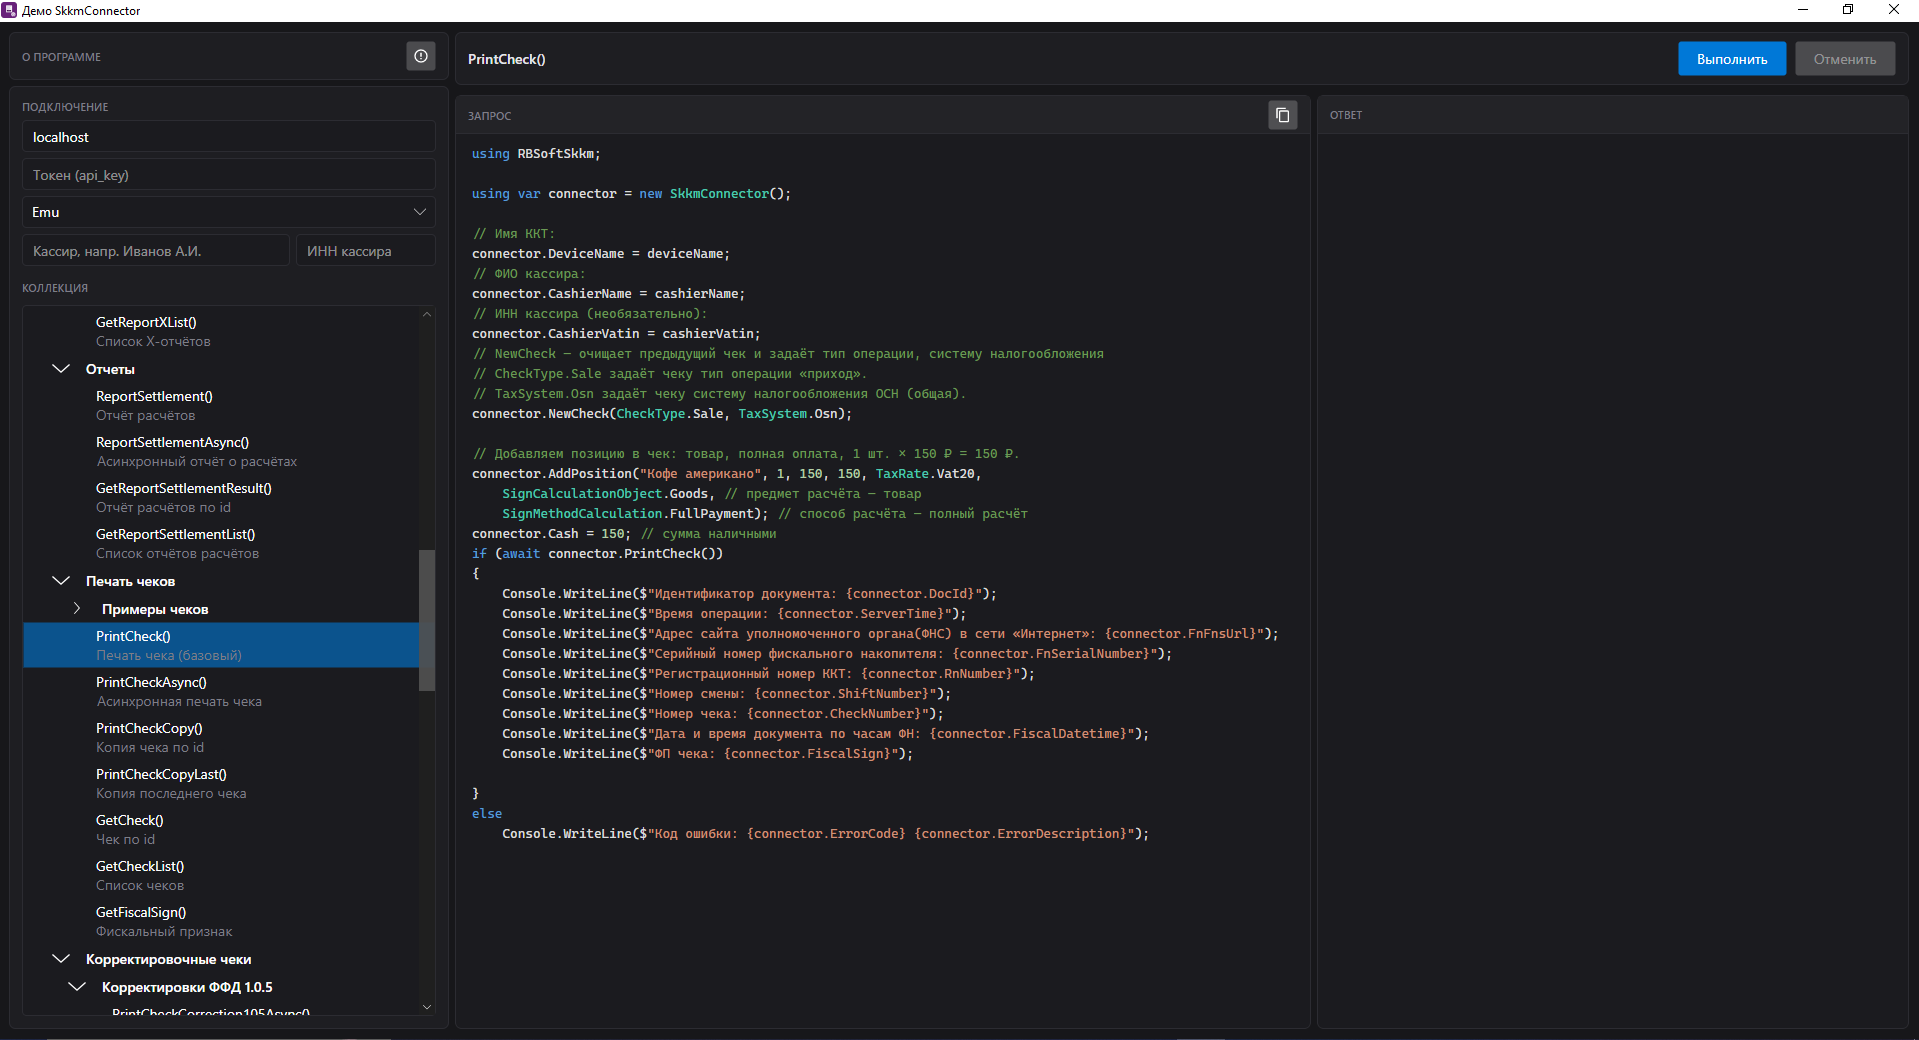 Демо SkkmConnector
О ПРОГРАММЕ
ПОДКЛЮЧЕНИЕ
localhost
Токен (api_key)
Emu
Кассир, напр. Иванов А.И.
ИНН кассира
КОЛЛЕКЦИЯ
GetReportXList()
Список X-отчётов
Отчеты
ReportSettlement()
Отчёт расчётов
ReportSettlementAsync()
Асинхронный отчёт о расчётах
GetReportSettlementResult()
Отчёт расчётов по id
GetReportSettlementList()
Список отчётов расчётов
Печать чеков
Примеры чеков
PrintCheck()
Печать чека (базовый)
PrintCheckAsync()
Асинхронная печать чека
PrintCheckCopy()
Копия чека по id
PrintCheckCopyLast()
Копия последнего чека
GetCheck()
Чек по id
GetCheckList()
Список чеков
GetFiscalSign()
Фискальный признак
Корректировочные чеки
Корректировки ФФД 1.0.5
PrintCheckCorrection105Async()
PrintCheck()
Выполнить
Отменить
ЗАПРОС
using RBSoftSkkm;
using var connector = new SkkmConnector();
// Имя ККТ:
connector.DeviceName = deviceName;
// ФИО кассира:
connector.CashierName = cashierName;
// ИНН кассира (необязательно):
connector.CashierVatin = cashierVatin;
// NewCheck — очищает предыдущий чек и задаёт тип операции, систему налогообложения
// CheckType.Sale задаёт чеку тип операции «приход».
// TaxSystem.Osn задаёт чеку систему налогообложения ОСН (общая).
connector.NewCheck(CheckType.Sale, TaxSystem.Osn);
// Добавляем позицию в чек: товар, полная оплата, 1 шт. × 150 ₽ = 150 ₽.
connector.AddPosition("Кофе американо", 1, 150, 150, TaxRate.Vat20,
SignCalculationObject.Goods, // предмет расчёта — товар
SignMethodCalculation.FullPayment); // способ расчёта — полный расчёт
connector.Cash = 150; // сумма наличными
if (await connector.PrintCheck())
{
Console.WriteLine($"Идентификатор документа: {connector.DocId}");
Console.WriteLine($"Время операции: {connector.ServerTime}");
Console.WriteLine($"Адрес сайта уполномоченного органа(ФНС) в сети «Интернет»: {connector.FnFnsUrl}");
Console.WriteLine($"Серийный номер фискального накопителя: {connector.FnSerialNumber}");
Console.WriteLine($"Регистрационный номер ККТ: {connector.RnNumber}");
Console.WriteLine($"Номер смены: {connector.ShiftNumber}");
Console.WriteLine($"Номер чека: {connector.CheckNumber}");
Console.WriteLine($"Дата и время документа по часам ФН: {connector.FiscalDatetime}");
Console.WriteLine($"ФП чека: {connector.FiscalSign}");
}
else
Console.WriteLine($"Код ошибки: {connector.ErrorCode} {connector.ErrorDescription}");
ОТВЕТ